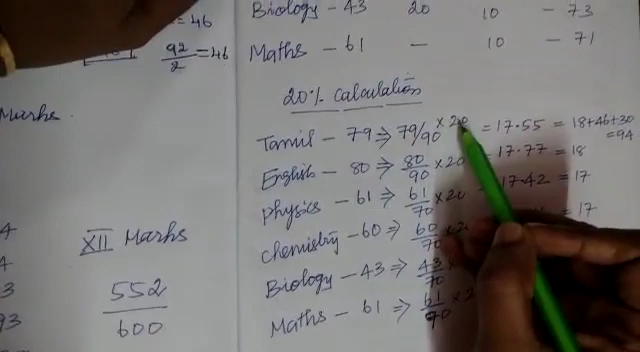 = 46
92/2 = 46
Marks
XII Marks
552
600
Biology - 43 20 10 - 73
Maths - 61 - 10 - 71
20% Calculation
Tamil - 79 ⇒ 79/90 × 20 = 17.55 = 18+46+30
= 94
English - 80 ⇒ 80/90 × 20 17.77 = 18
Physics - 61 ⇒ 61/70 × 20 17.42 = 17
Chemistry - 60 ⇒ 60/70 × = 17
Biology - 43 ⇒ 43/70 ×
Maths - 61 ⇒ 61/70 ×